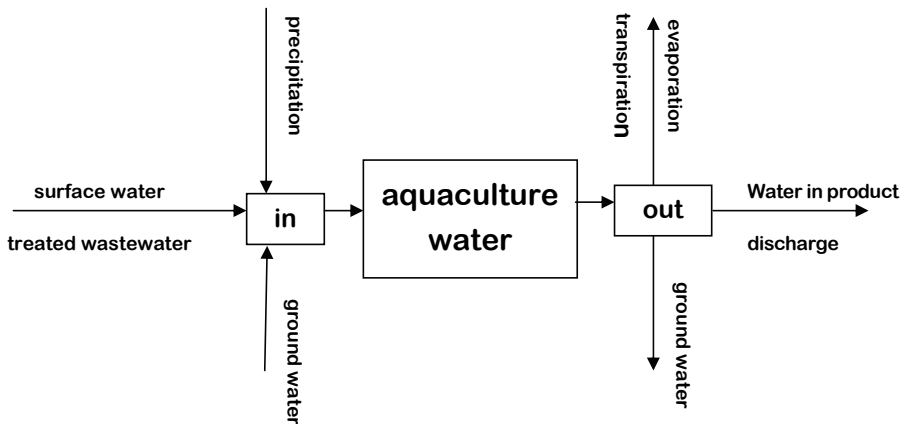 precipitation
surface water
treated wastewater
in
ground water
aquaculture
water
transpiration
evaporation
out
Water in product
discharge
ground water